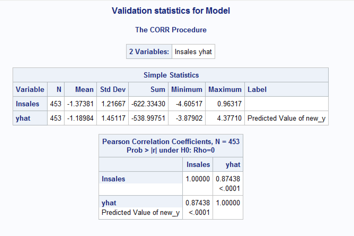 Validation statistics for Model
The CORR Procedure
2 Variables: lnsales yhat
Simple Statistics
Variable N Mean Std Dev Sum Minimum Maximum Label
lnsales 453 -1.37381 1.21667 -622.33430 -4.60517 0.96317
yhat 453 -1.18984 1.45117 -538.99751 -3.87902 4.37710 Predicted Value of new_y
Pearson Correlation Coefficients, N = 453
Prob > |r| under H0: Rho=0
lnsales yhat
lnsales 1.00000 0.87438
<.0001
yhat 0.87438 1.00000
Predicted Value of new_y <.0001